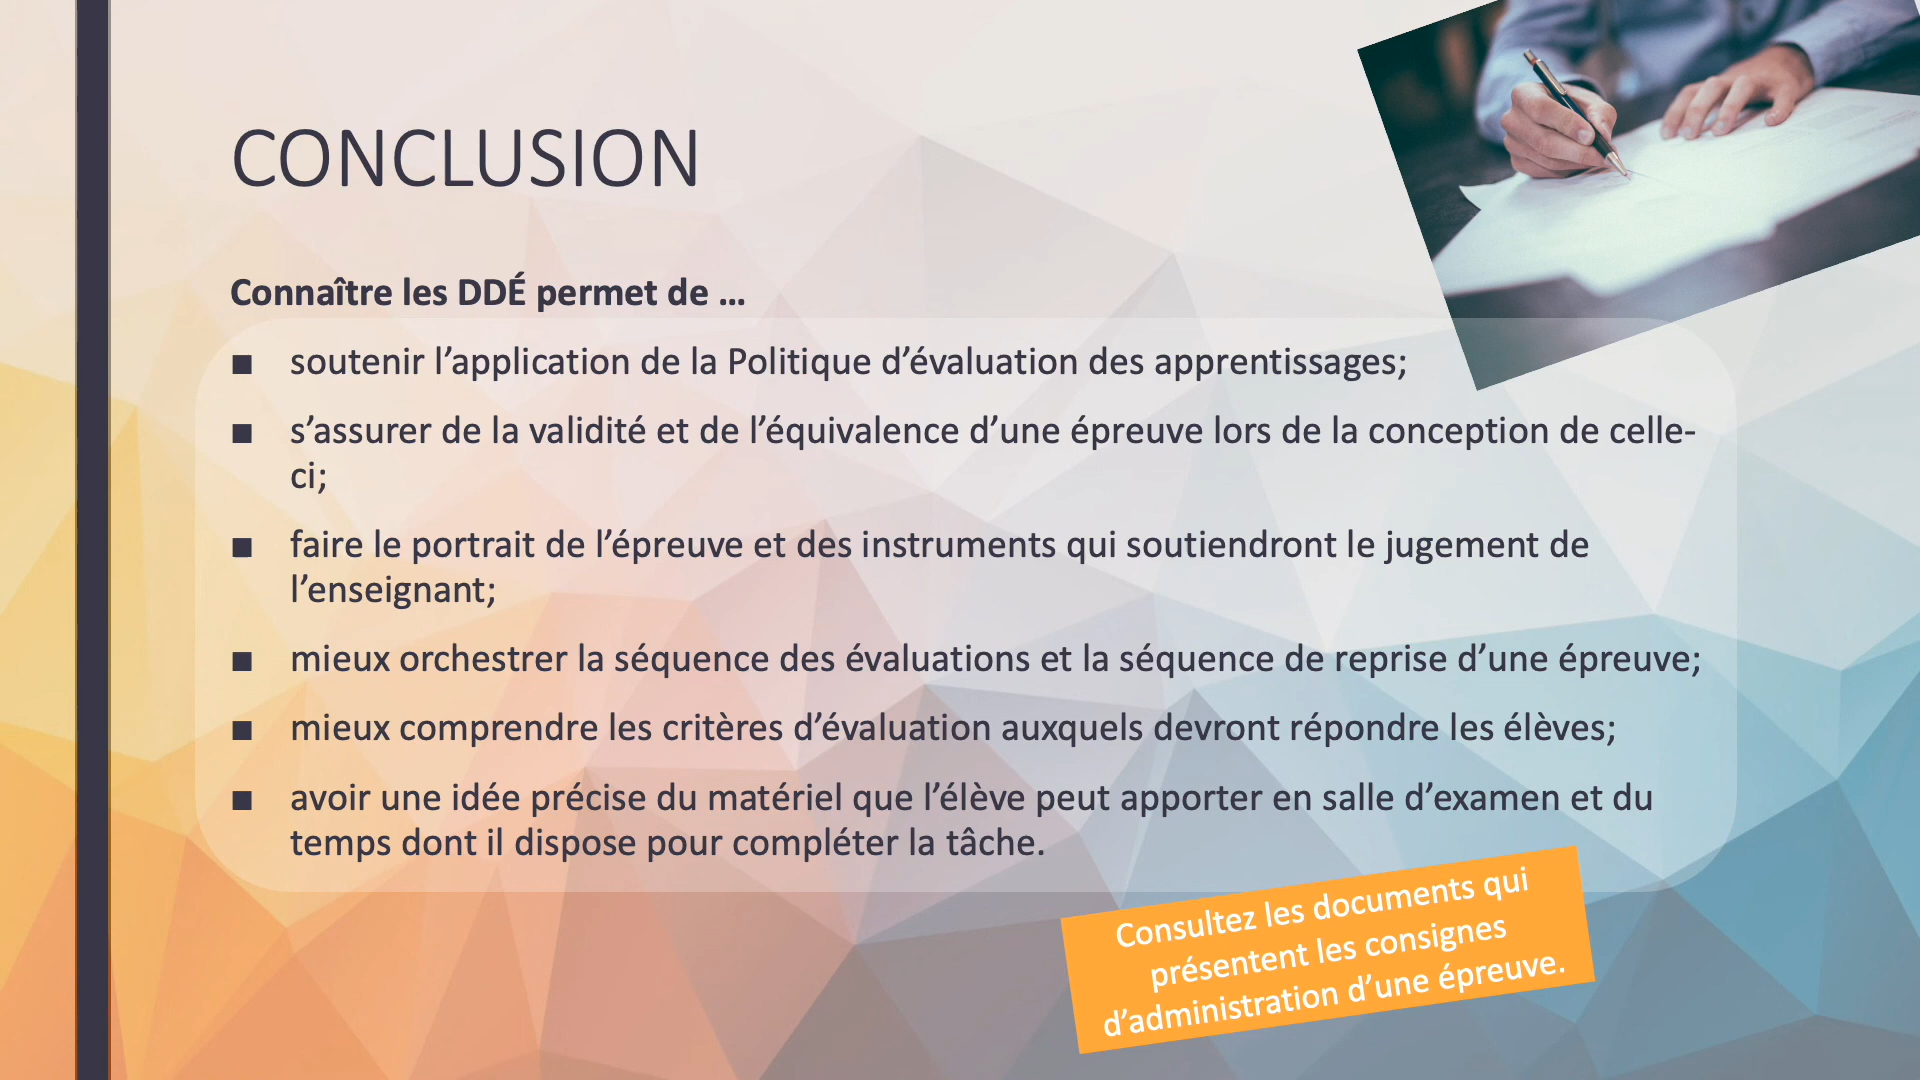 CONCLUSION
Connaître les DDÉ permet de …
■ soutenir l’application de la Politique d’évaluation des apprentissages;
■ s’assurer de la validité et de l’équivalence d’une épreuve lors de la conception de celle-
ci;
■ faire le portrait de l’épreuve et des instruments qui soutiendront le jugement de
l’enseignant;
■ mieux orchestrer la séquence des évaluations et la séquence de reprise d’une épreuve;
■ mieux comprendre les critères d’évaluation auxquels devront répondre les élèves;
■ avoir une idée précise du matériel que l’élève peut apporter en salle d’examen et du
temps dont il dispose pour compléter la tâche.
Consultez les documents qui
présentent les consignes
d’administration d’une épreuve.